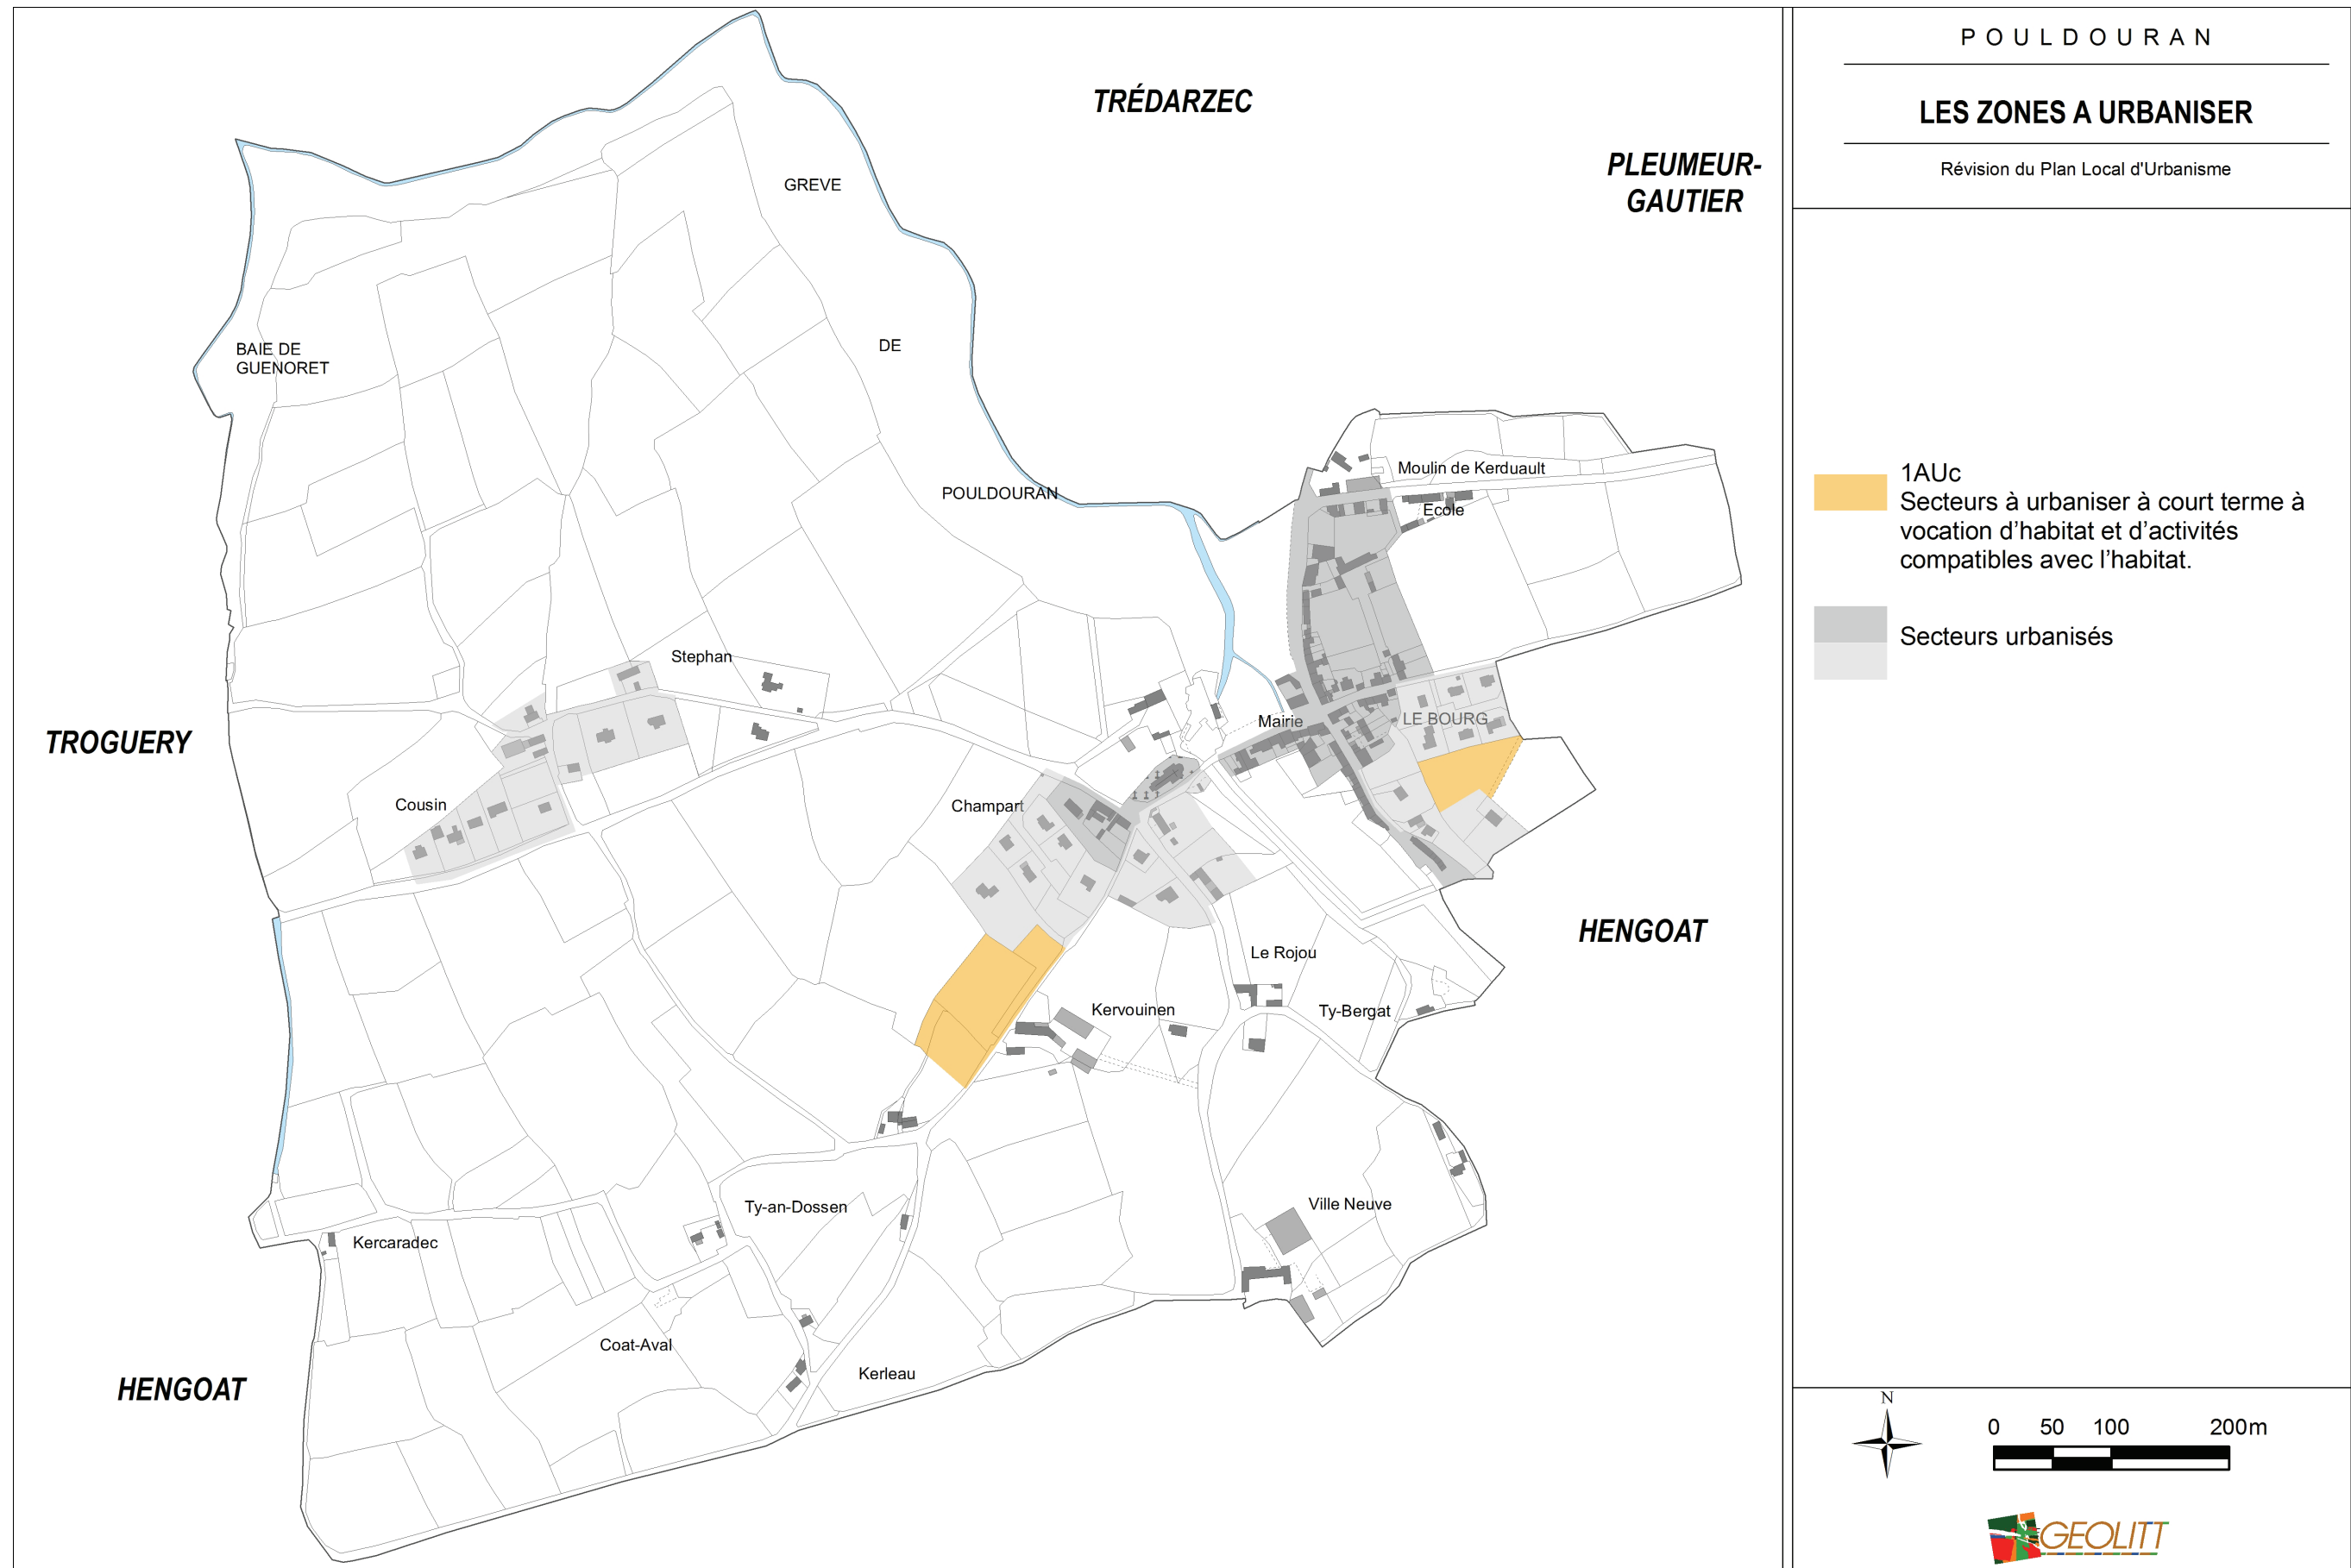 POULDOURAN
LES ZONES A URBANISER
Révision du Plan Local d'Urbanisme
TRÉDARZEC
PLEUMEUR-
GAUTIER
GREVE
DE
POULDOURAN
BAIE DE
GUENORET
Moulin de Kerduault
Ecole
Stephan
Mairie
LE BOURG
TROGUERY
Cousin
Champart
HENGOAT
Le Rojou
Kervouinen
Ty-Bergat
Ty-an-Dossen
Ville Neuve
Kercaradec
Coat-Aval
Kerleau
HENGOAT
1AUc
Secteurs à urbaniser à court terme à
vocation d’habitat et d’activités
compatibles avec l’habitat.
Secteurs urbanisés
N
0 50 100 200m
GEOLITT